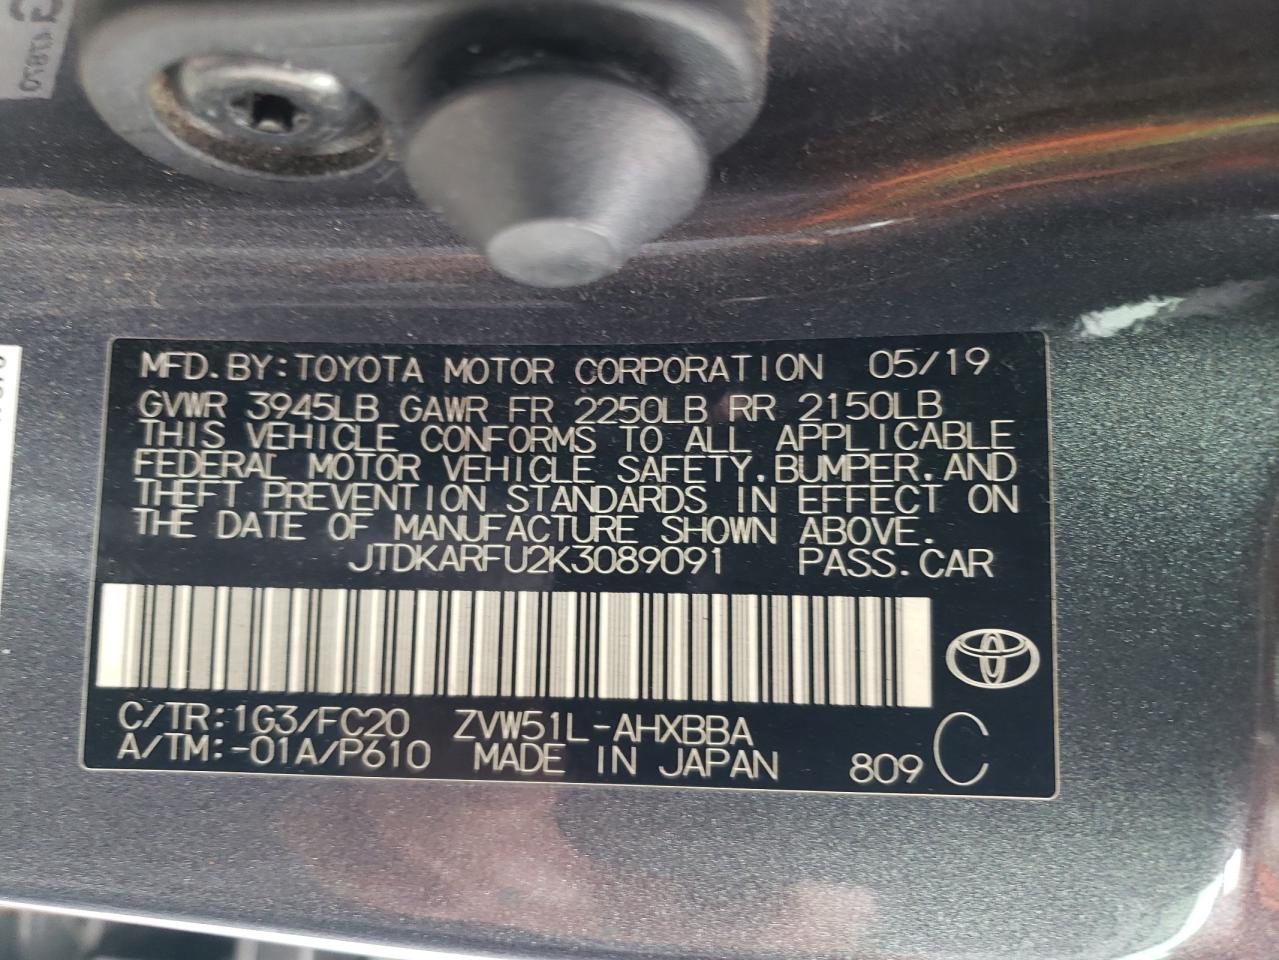 MFD.BY:TOYOTA MOTOR CORPORATION 05/19
GVWR 3945LB GAWR FR 2250LB RR 2150LB
THIS VEHICLE CONFORMS TO ALL APPLICABLE
FEDERAL MOTOR VEHICLE SAFETY,BUMPER,AND
THEFT PREVENTION STANDARDS IN EFFECT ON
THE DATE OF MANUFACTURE SHOWN ABOVE.
JTDKARFU2K3089091 PASS.CAR
C/TR:1G3/FC20 ZVW51L-AHXBBA
A/TM:-01A/P610 MADE IN JAPAN 809 C